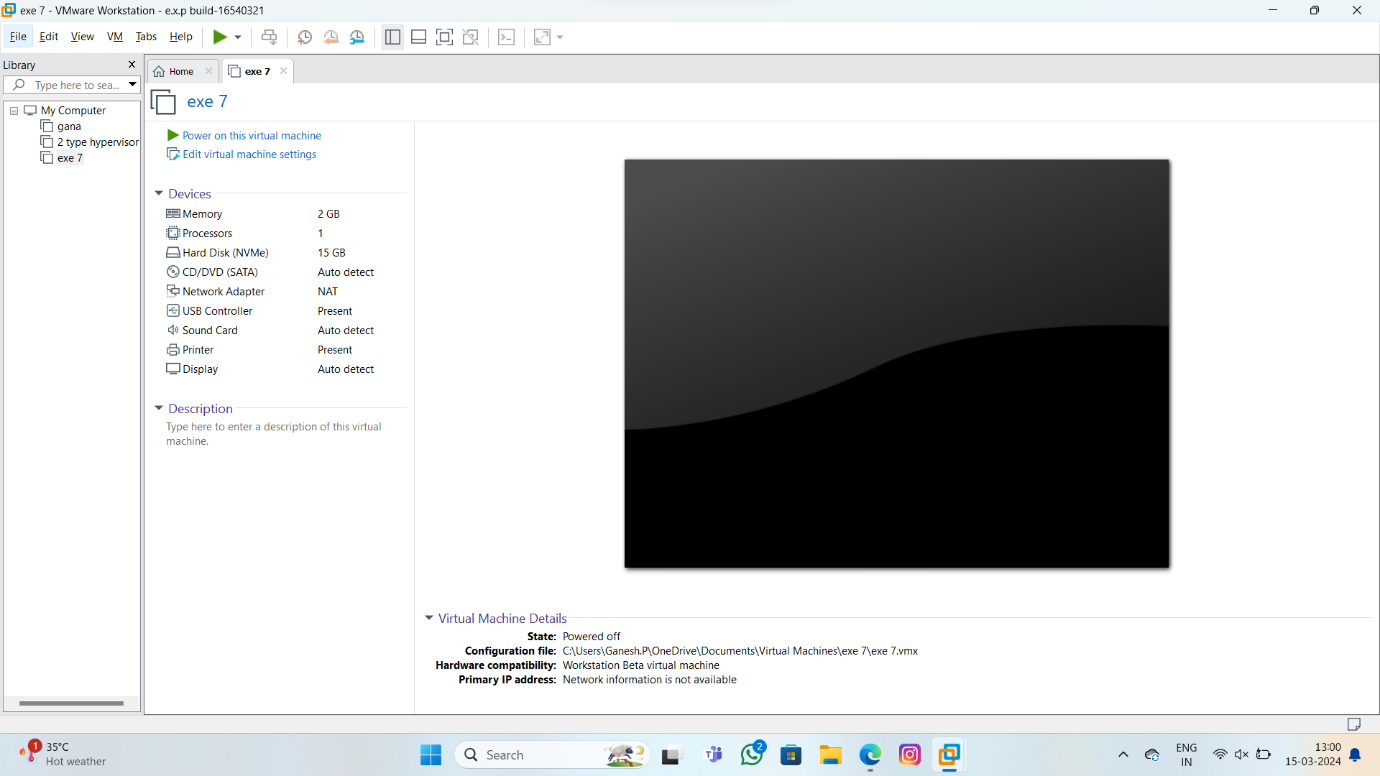 exe 7 - VMware Workstation - e.x.p build-16540321
File Edit View VM Tabs Help
Library
Type here to sea...
My Computer
gana
2 type hypervisor
exe 7
Home
exe 7
exe 7
Power on this virtual machine
Edit virtual machine settings
Devices
Memory 2 GB
Processors 1
Hard Disk (NVMe) 15 GB
CD/DVD (SATA) Auto detect
Network Adapter NAT
USB Controller Present
Sound Card Auto detect
Printer Present
Display Auto detect
Description
Type here to enter a description of this virtual
machine.
Virtual Machine Details
State: Powered off
Configuration file: C:\Users\Ganesh.P\OneDrive\Documents\Virtual Machines\exe 7\exe 7.vmx
Hardware compatibility: Workstation Beta virtual machine
Primary IP address: Network information is not available
1
35°C
Hot weather
Search
2
ENG
IN
13:00
15-03-2024